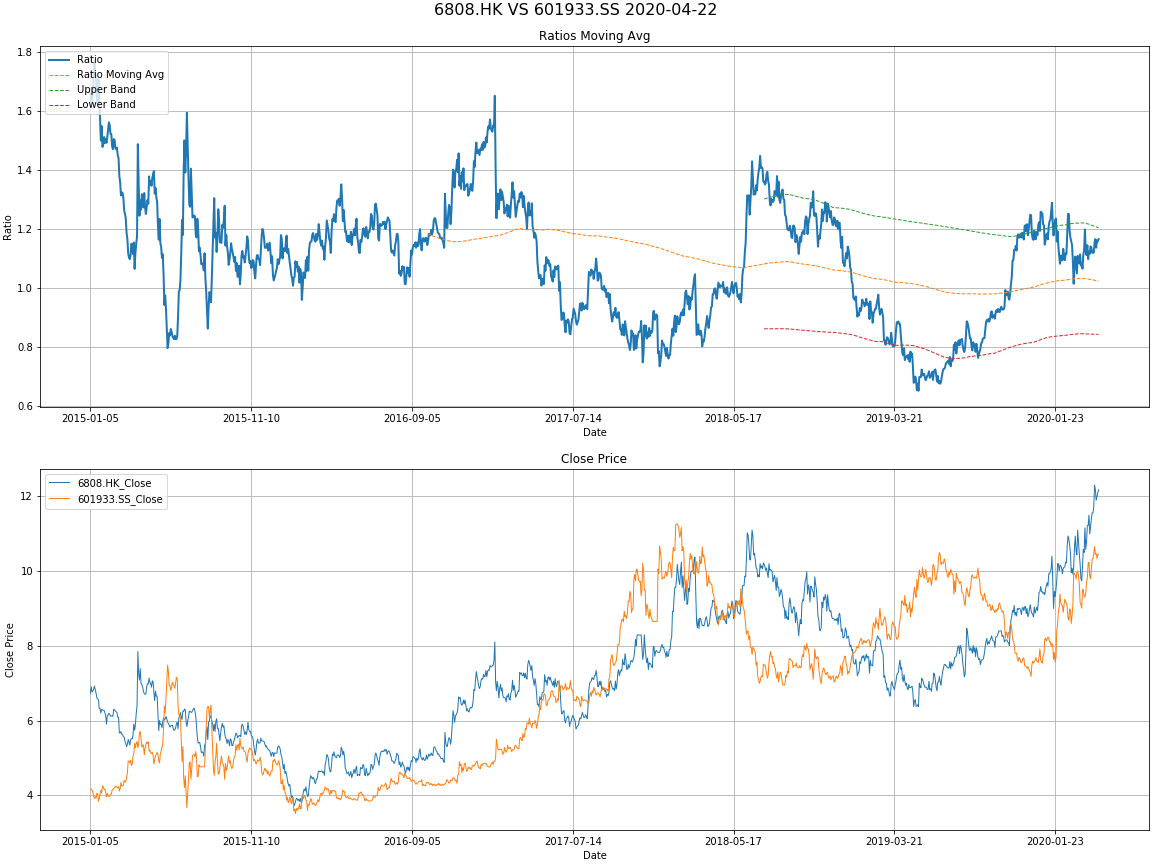 6808.HK VS 601933.SS 2020-04-22
Ratios Moving Avg
Ratio
Ratio Moving Avg
Upper Band
Lower Band
1.8
1.6
1.4
1.2
1.0
0.8
0.6
Ratio
2015-01-05 2015-11-10 2016-09-05 2017-07-14 2018-05-17 2019-03-21 2020-01-23
Date
Close Price
6808.HK_Close
601933.SS_Close
12
10
8
6
4
Close Price
2015-01-05 2015-11-10 2016-09-05 2017-07-14 2018-05-17 2019-03-21 2020-01-23
Date